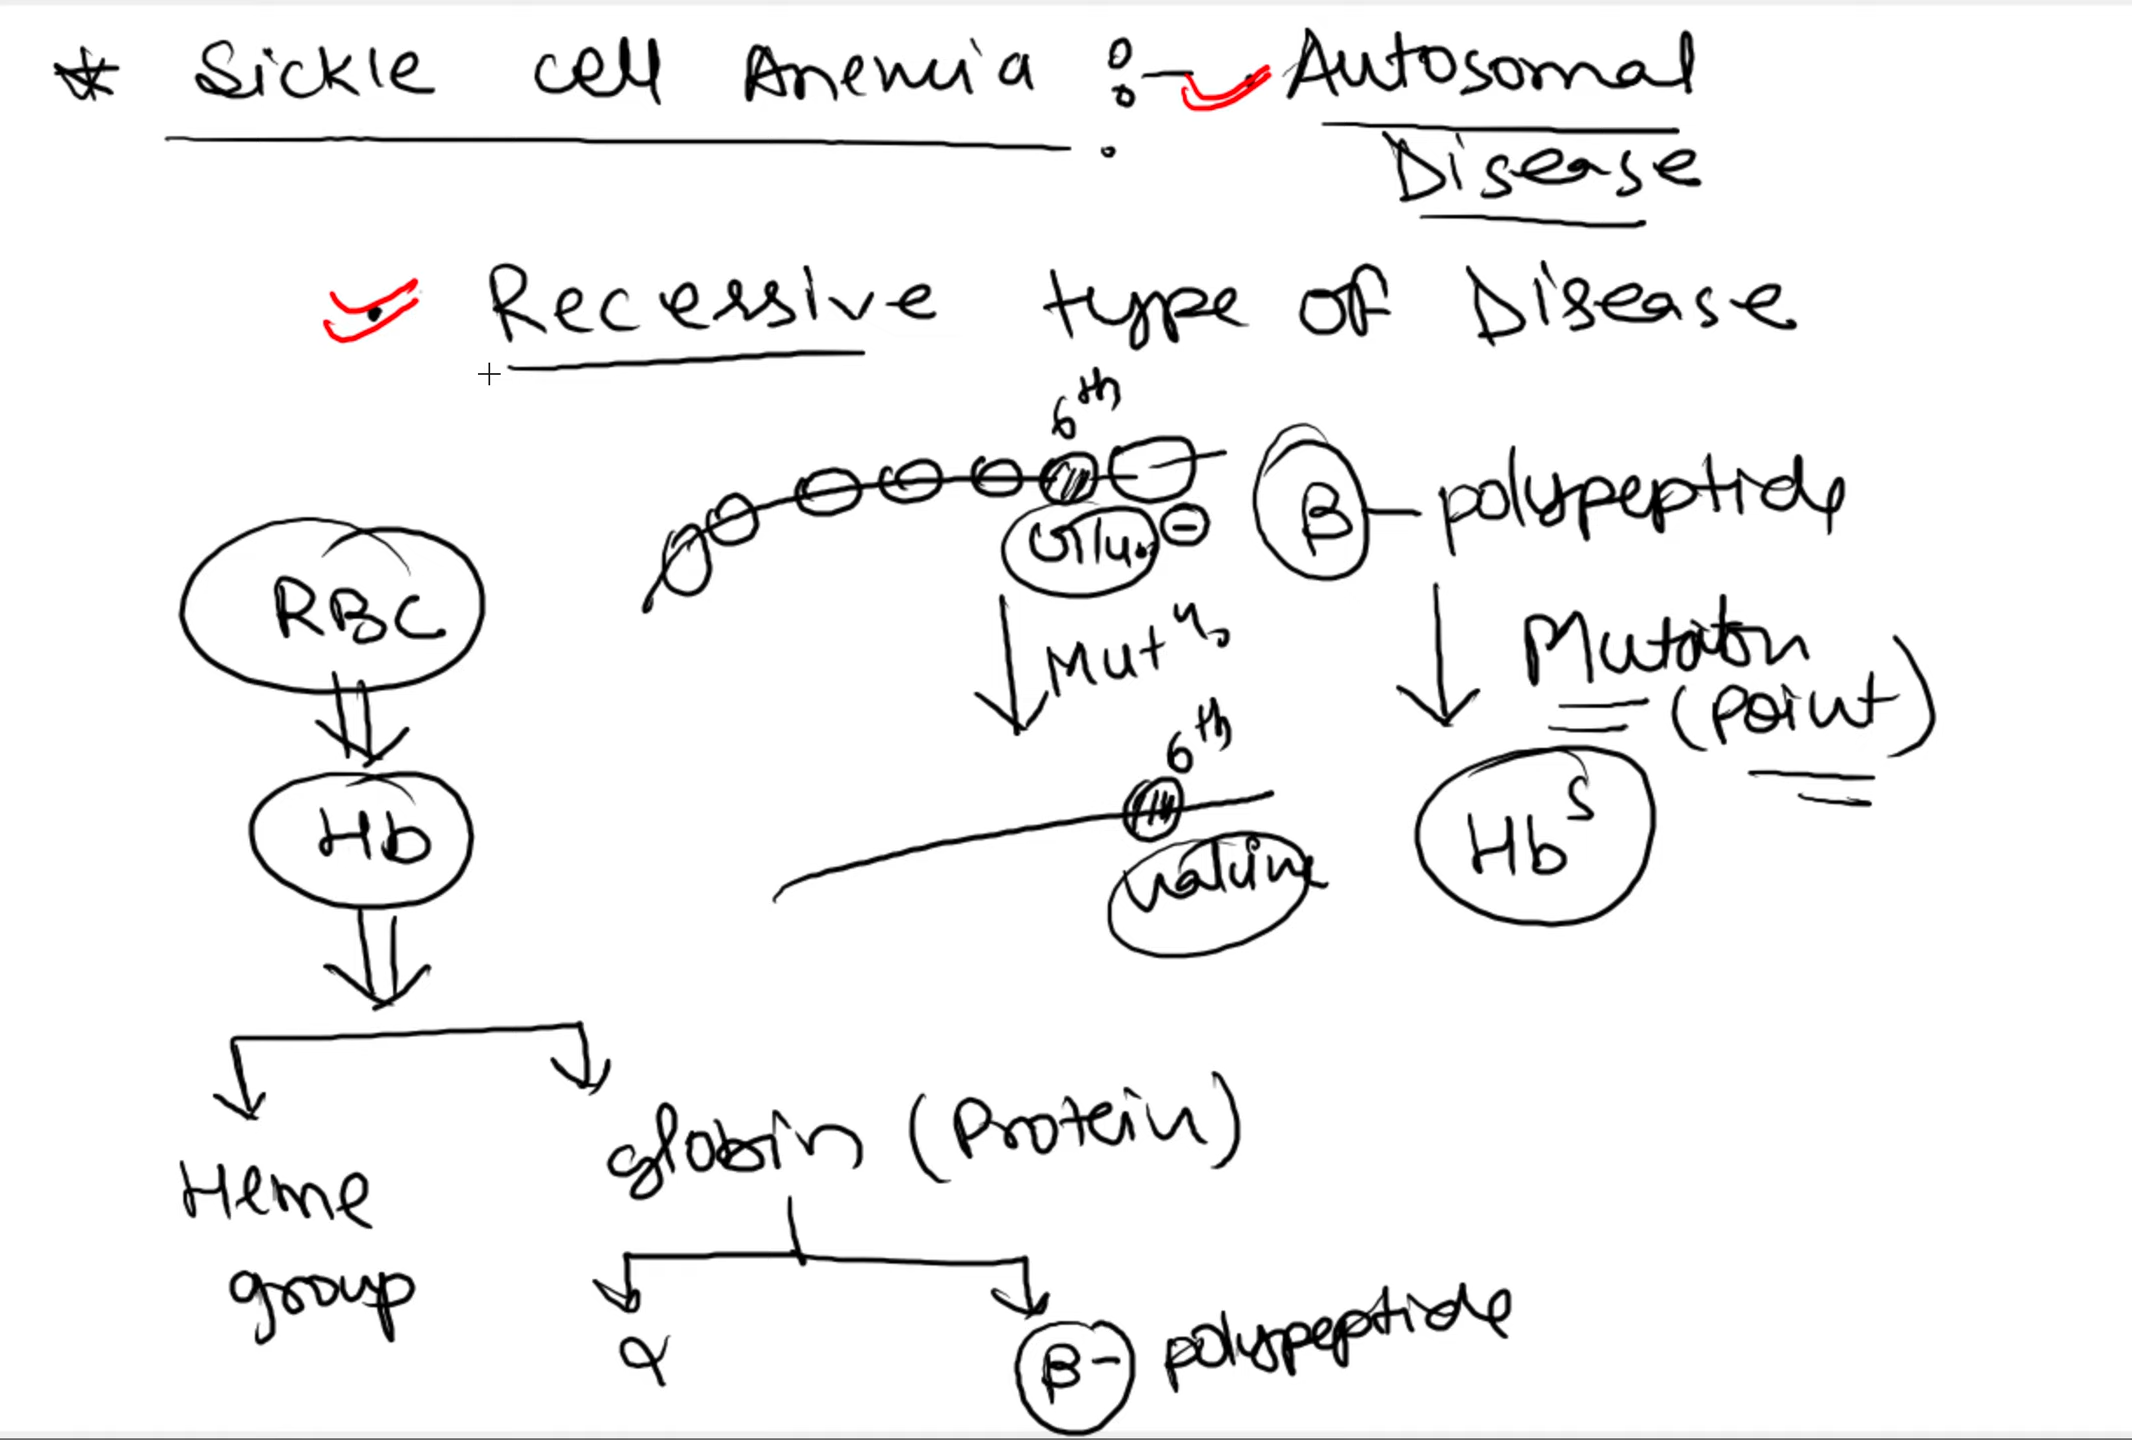 * Sickle cell Anemia :- Autosomal
Disease
Recessive type of Disease
6th
Glu. ⊖
β - polypeptide
RBC
Mutn.
Mutation
(Point)
6th
Valine
HbS
Hb
Heme
group
globin (Protein)
α
β- polypeptide